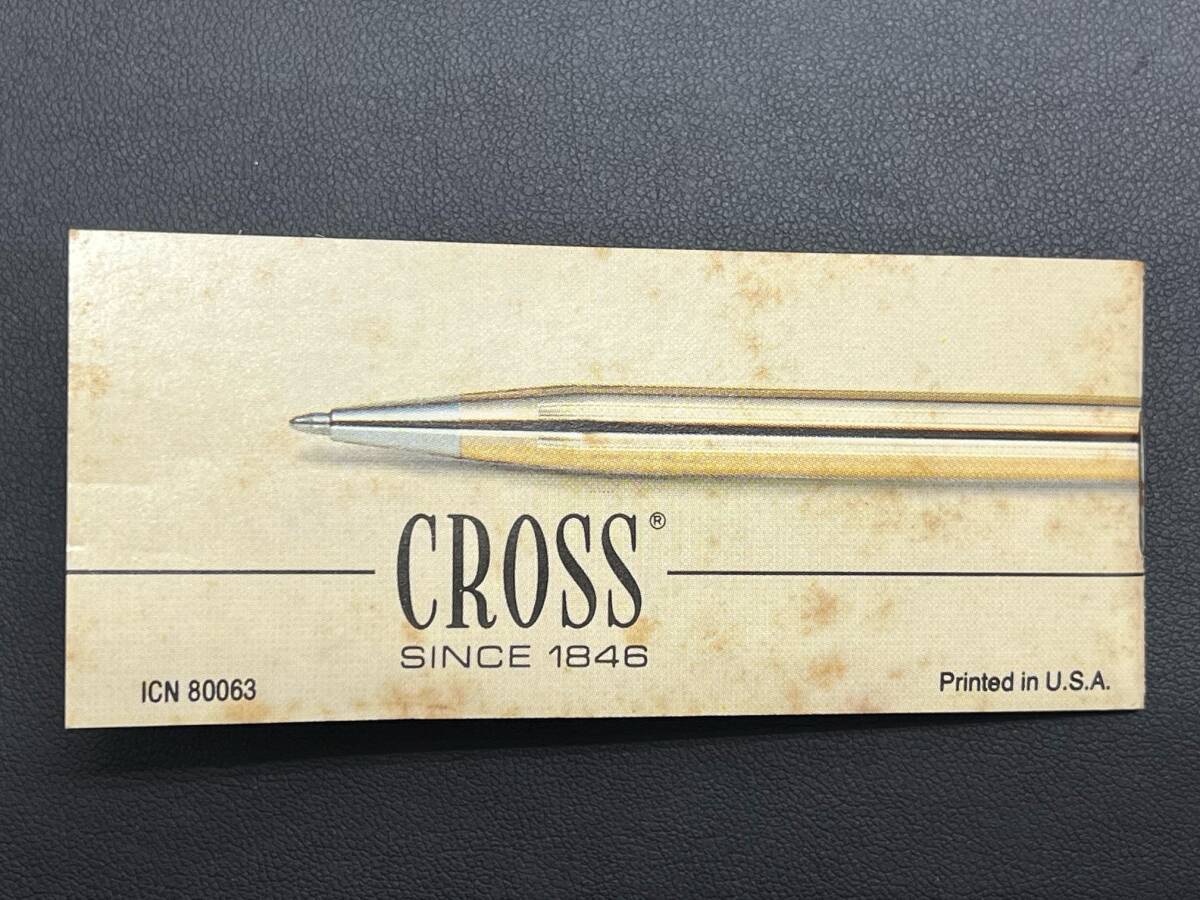 CROSS®
SINCE 1846
ICN 80063
Printed in U.S.A.